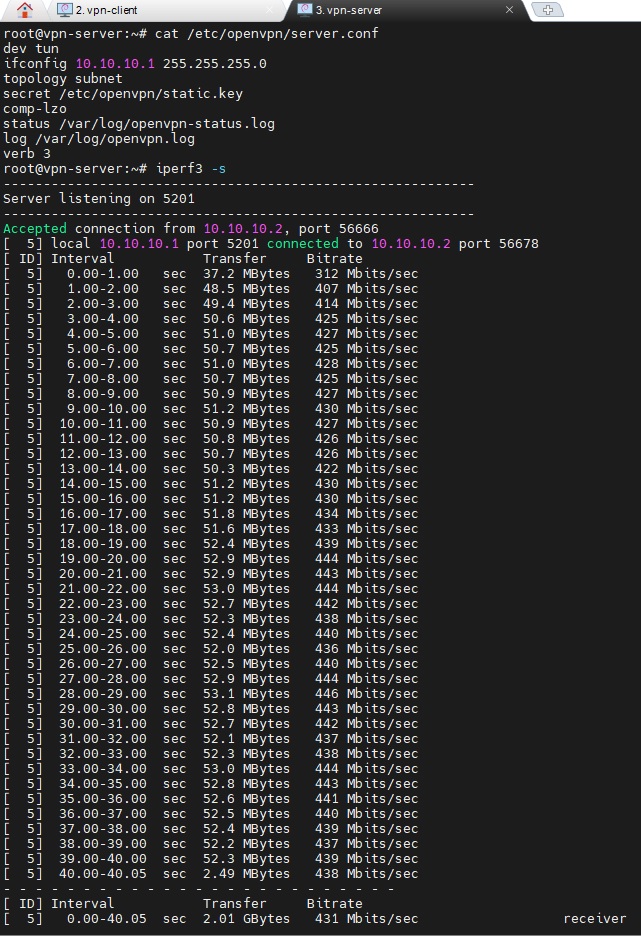 2. vpn-client
3. vpn-server
root@vpn-server:~# cat /etc/openvpn/server.conf
dev tun
ifconfig 10.10.10.1 255.255.255.0
topology subnet
secret /etc/openvpn/static.key
comp-lzo
status /var/log/openvpn-status.log
log /var/log/openvpn.log
verb 3
root@vpn-server:~# iperf3 -s
-----------------------------------------------------------
Server listening on 5201
-----------------------------------------------------------
Accepted connection from 10.10.10.2, port 56666
[  5] local 10.10.10.1 port 5201 connected to 10.10.10.2 port 56678
[ ID] Interval           Transfer     Bitrate
[  5]   0.00-1.00   sec  37.2 MBytes   312 Mbits/sec
[  5]   1.00-2.00   sec  48.5 MBytes   407 Mbits/sec
[  5]   2.00-3.00   sec  49.4 MBytes   414 Mbits/sec
[  5]   3.00-4.00   sec  50.6 MBytes   425 Mbits/sec
[  5]   4.00-5.00   sec  51.0 MBytes   427 Mbits/sec
[  5]   5.00-6.00   sec  50.7 MBytes   425 Mbits/sec
[  5]   6.00-7.00   sec  51.0 MBytes   428 Mbits/sec
[  5]   7.00-8.00   sec  50.7 MBytes   425 Mbits/sec
[  5]   8.00-9.00   sec  50.9 MBytes   427 Mbits/sec
[  5]   9.00-10.00  sec  51.2 MBytes   430 Mbits/sec
[  5]  10.00-11.00  sec  50.9 MBytes   427 Mbits/sec
[  5]  11.00-12.00  sec  50.8 MBytes   426 Mbits/sec
[  5]  12.00-13.00  sec  50.7 MBytes   426 Mbits/sec
[  5]  13.00-14.00  sec  50.3 MBytes   422 Mbits/sec
[  5]  14.00-15.00  sec  51.2 MBytes   430 Mbits/sec
[  5]  15.00-16.00  sec  51.2 MBytes   430 Mbits/sec
[  5]  16.00-17.00  sec  51.8 MBytes   434 Mbits/sec
[  5]  17.00-18.00  sec  51.6 MBytes   433 Mbits/sec
[  5]  18.00-19.00  sec  52.4 MBytes   439 Mbits/sec
[  5]  19.00-20.00  sec  52.9 MBytes   444 Mbits/sec
[  5]  20.00-21.00  sec  52.9 MBytes   443 Mbits/sec
[  5]  21.00-22.00  sec  53.0 MBytes   444 Mbits/sec
[  5]  22.00-23.00  sec  52.7 MBytes   442 Mbits/sec
[  5]  23.00-24.00  sec  52.3 MBytes   438 Mbits/sec
[  5]  24.00-25.00  sec  52.4 MBytes   440 Mbits/sec
[  5]  25.00-26.00  sec  52.0 MBytes   436 Mbits/sec
[  5]  26.00-27.00  sec  52.5 MBytes   440 Mbits/sec
[  5]  27.00-28.00  sec  52.9 MBytes   444 Mbits/sec
[  5]  28.00-29.00  sec  53.1 MBytes   446 Mbits/sec
[  5]  29.00-30.00  sec  52.8 MBytes   443 Mbits/sec
[  5]  30.00-31.00  sec  52.7 MBytes   442 Mbits/sec
[  5]  31.00-32.00  sec  52.1 MBytes   437 Mbits/sec
[  5]  32.00-33.00  sec  52.3 MBytes   438 Mbits/sec
[  5]  33.00-34.00  sec  53.0 MBytes   444 Mbits/sec
[  5]  34.00-35.00  sec  52.8 MBytes   443 Mbits/sec
[  5]  35.00-36.00  sec  52.6 MBytes   441 Mbits/sec
[  5]  36.00-37.00  sec  52.5 MBytes   440 Mbits/sec
[  5]  37.00-38.00  sec  52.4 MBytes   439 Mbits/sec
[  5]  38.00-39.00  sec  52.2 MBytes   437 Mbits/sec
[  5]  39.00-40.00  sec  52.3 MBytes   439 Mbits/sec
[  5]  40.00-40.05  sec  2.49 MBytes   438 Mbits/sec
- - - - - - - - - - - - - - - - - - - - - - - - -
[ ID] Interval           Transfer     Bitrate
[  5]   0.00-40.05  sec  2.01 GBytes   431 Mbits/sec                  receiver